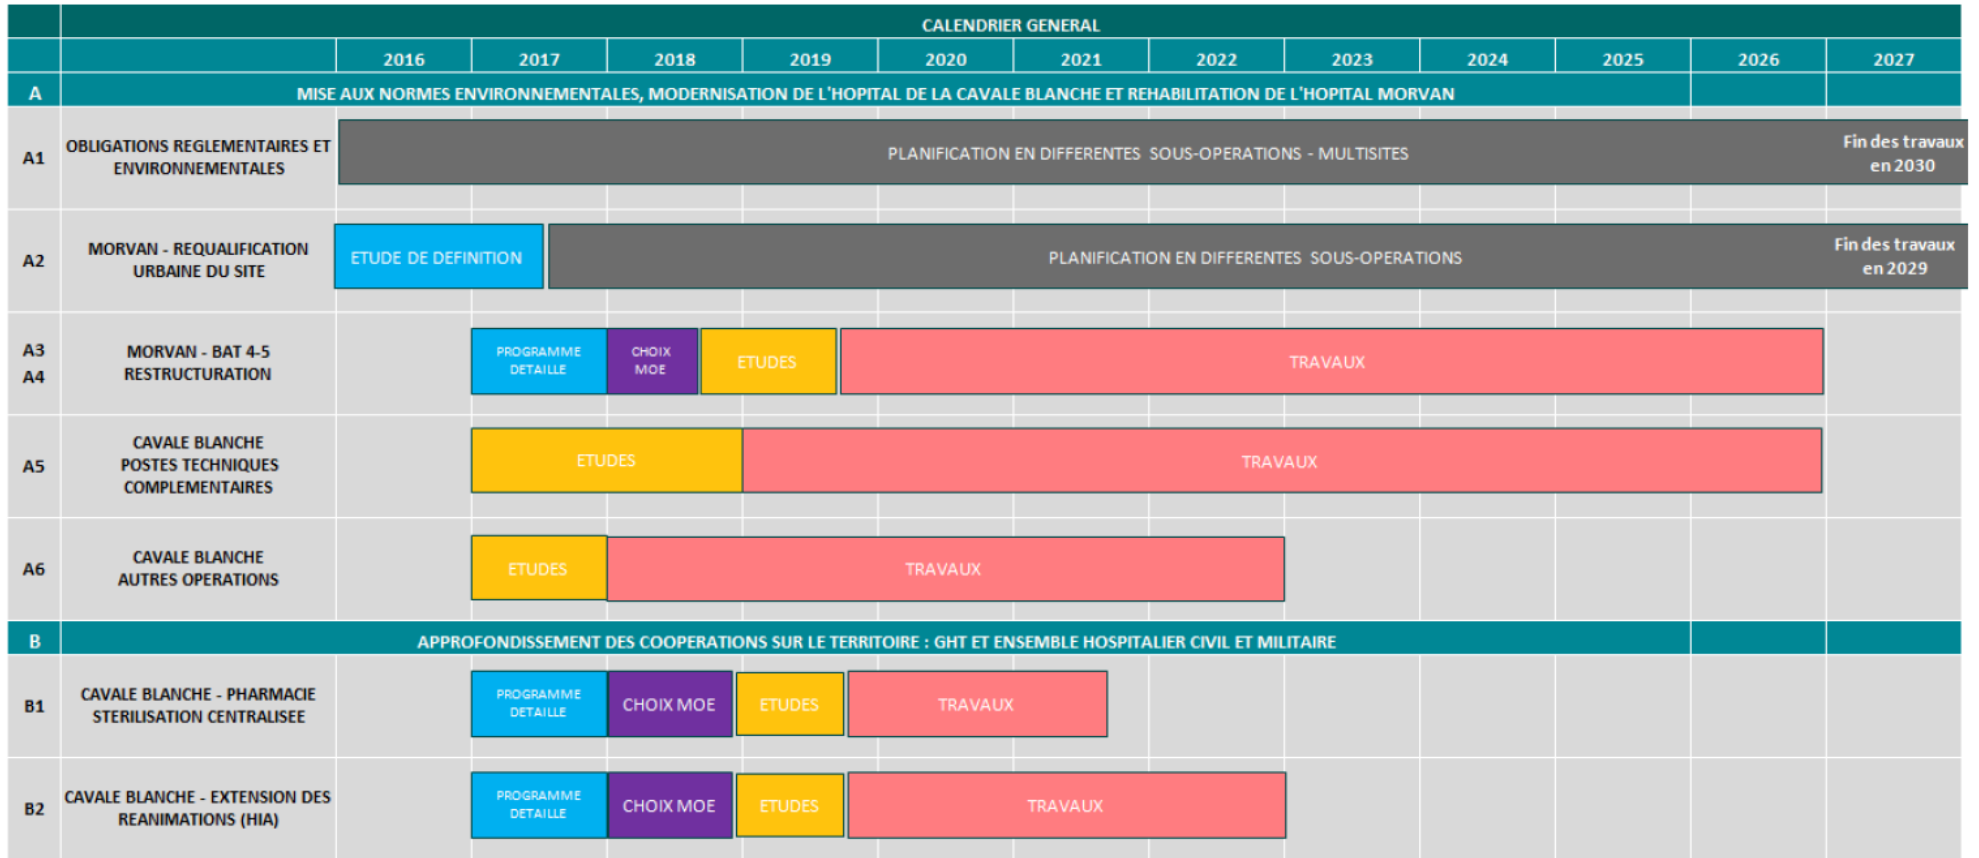 CALENDRIER GENERAL
2016 2017 2018 2019 2020 2021 2022 2023 2024 2025 2026 2027
A MISE AUX NORMES ENVIRONNEMENTALES, MODERNISATION DE L'HOPITAL DE LA CAVALE BLANCHE ET REHABILITATION DE L'HOPITAL MORVAN
A1
OBLIGATIONS REGLEMENTAIRES ET
ENVIRONNEMENTALES
PLANIFICATION EN DIFFERENTES SOUS-OPERATIONS - MULTISITES
Fin des travaux
en 2030
A2
MORVAN - REQUALIFICATION
URBAINE DU SITE
ETUDE DE DEFINITION
PLANIFICATION EN DIFFERENTES SOUS-OPERATIONS
Fin des travaux
en 2029
A3
A4
MORVAN - BAT 4-5
RESTRUCTURATION
PROGRAMME
DETAILLE
CHOIX
MOE
ETUDES
TRAVAUX
A5
CAVALE BLANCHE
POSTES TECHNIQUES
COMPLEMENTAIRES
ETUDES
TRAVAUX
A6
CAVALE BLANCHE
AUTRES OPERATIONS
ETUDES
TRAVAUX
B APPROFONDISSEMENT DES COOPERATIONS SUR LE TERRITOIRE : GHT ET ENSEMBLE HOSPITALIER CIVIL ET MILITAIRE
B1
CAVALE BLANCHE - PHARMACIE
STERILISATION CENTRALISEE
PROGRAMME
DETAILLE
CHOIX MOE
ETUDES
TRAVAUX
B2
CAVALE BLANCHE - EXTENSION DES
REANIMATIONS (HIA)
PROGRAMME
DETAILLE
CHOIX MOE
ETUDES
TRAVAUX